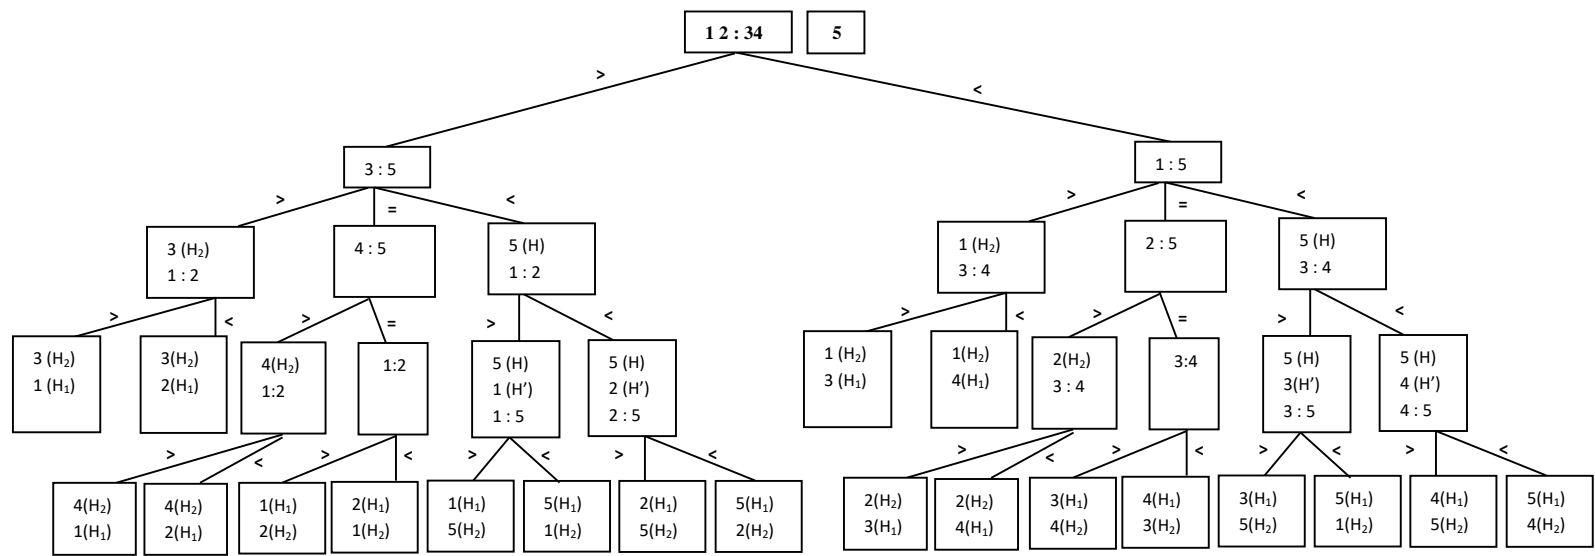 1 2 : 34
5
>
<
3 : 5
1 : 5
>
=
<
>
=
<
3 (H₂)
1 : 2
4 : 5
5 (H)
1 : 2
1 (H₂)
3 : 4
2 : 5
5 (H)
3 : 4
>
<
>
=
>
<
>
<
>
=
>
<
3 (H₂)
1 (H₁)
3(H₂)
2(H₁)
4(H₂)
1:2
1:2
5 (H)
1 (H’)
1 : 5
5 (H)
2 (H’)
2 : 5
1 (H₂)
3 (H₁)
1(H₂)
4(H₁)
2(H₂)
3 : 4
3:4
5 (H)
3(H’)
3 : 5
5 (H)
4 (H’)
4 : 5
>
<
>
<
>
<
>
<
>
<
>
<
>
<
>
<
4(H₂)
1(H₁)
4(H₂)
2(H₁)
1(H₁)
2(H₂)
2(H₁)
1(H₂)
1(H₁)
5(H₂)
5(H₁)
1(H₂)
2(H₁)
5(H₂)
5(H₁)
2(H₂)
2(H₂)
3(H₁)
2(H₂)
4(H₁)
3(H₁)
4(H₂)
4(H₁)
3(H₂)
3(H₁)
5(H₂)
5(H₁)
1(H₂)
4(H₁)
5(H₂)
5(H₁)
4(H₂)